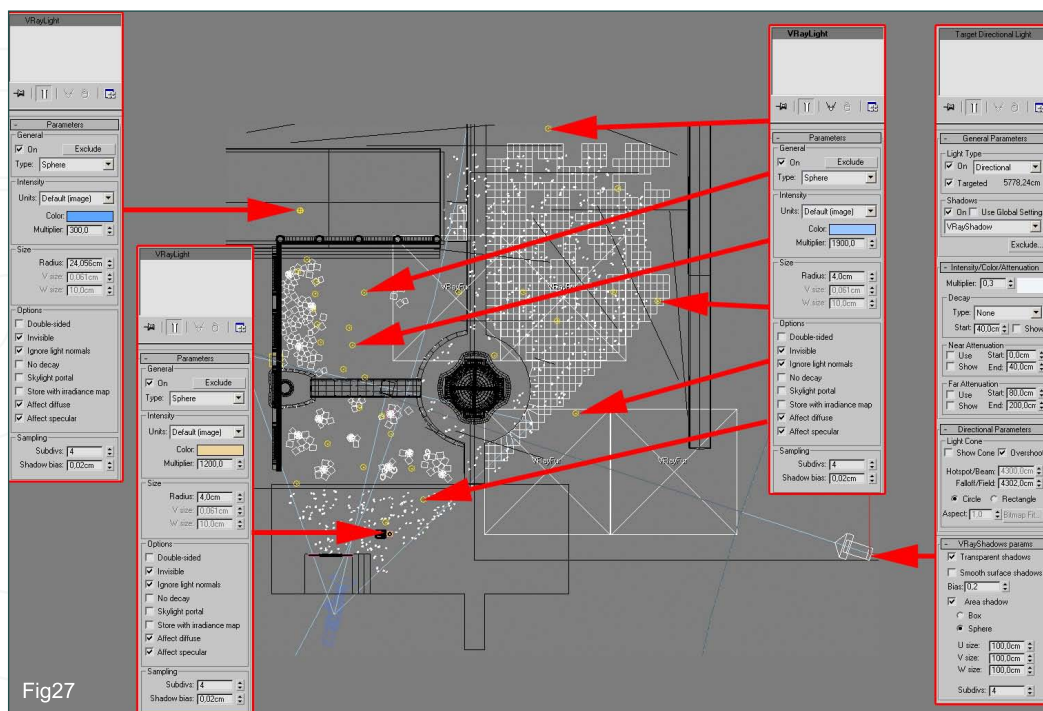 VRayLight
Parameters
General
On Exclude
Type: Sphere
Intensity
Units: Default (image)
Color:
Multiplier: 300,0
Size
Radius: 24,056cm
V size: 0,061cm
W size: 10,0cm
Options
Double-sided
Invisible
Ignore light normals
No decay
Skylight portal
Store with irradiance map
Affect diffuse
Affect specular
Sampling
Subdivs: 4
Shadow bias: 0,02cm
VRayLight
Parameters
General
On Exclude
Type: Sphere
Intensity
Units: Default (image)
Color:
Multiplier: 1200,0
Size
Radius: 4,0cm
V size: 0,061cm
W size: 10,0cm
Options
Double-sided
Invisible
Ignore light normals
No decay
Skylight portal
Store with irradiance map
Affect diffuse
Affect specular
Sampling
Subdivs: 4
Shadow bias: 0,02cm
VRayLight
Parameters
General
On Exclude
Type: Sphere
Intensity
Units: Default (image)
Color:
Multiplier: 1900,0
Size
Radius: 4,0cm
V size: 0,061cm
W size: 10,0cm
Options
Double-sided
Invisible
Ignore light normals
No decay
Skylight portal
Store with irradiance map
Affect diffuse
Affect specular
Sampling
Subdivs: 4
Shadow bias: 0,02cm
Target Directional Light
General Parameters
Light Type
On Directional
Targeted 5778,24cm
Shadows
On Use Global Setting
VRayShadow
Exclude...
Intensity/Color/Attenuation
Multiplier: 0,3
Decay
Type: None
Start: 40,0cm Show
Near Attenuation
Use Start: 0,0cm
Show End: 40,0cm
Far Attenuation
Use Start: 80,0cm
Show End: 200,0cm
Directional Parameters
Light Cone
Show Cone Overshoot
Hotspot/Beam: 4300,0cm
Falloff/Field: 4302,0cm
Circle Rectangle
Aspect: 1,0 Bitmap Fit...
VRayShadows params
Transparent shadows
Smooth surface shadows
Bias: 0,2
Area shadow
Box
Sphere
U size: 100,0cm
V size: 100,0cm
W size: 100,0cm
Subdivs: 4
Fig27